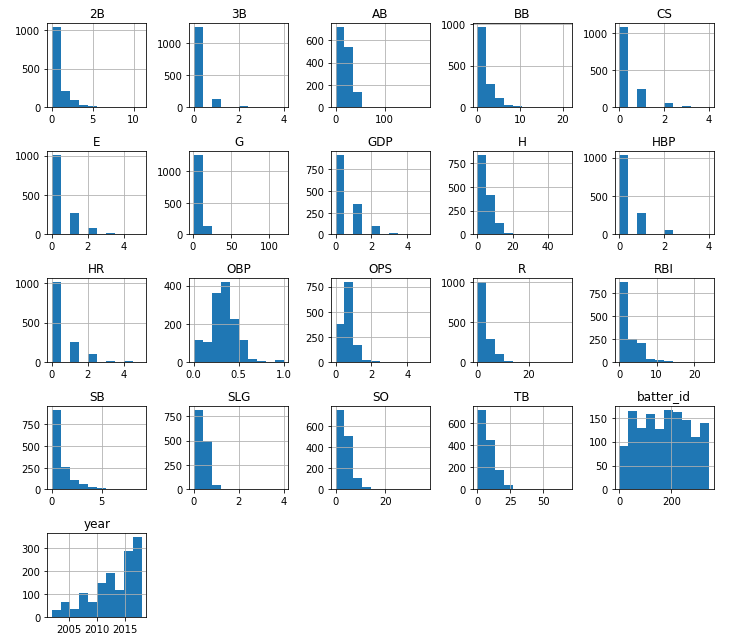 2B 3B AB BB CS
1000 500 0 0 5 10
1000 500 0 0 2 4
600 400 200 0 0 100
1000 500 0 0 10 20
1000 500 0 0 2 4
E G GDP H HBP
1000 500 0 0 2 4
1000 500 0 0 50 100
750 500 250 0 0 2 4
750 500 250 0 0 20 40
1000 500 0 0 2 4
HR OBP OPS R RBI
1000 500 0 0 2 4
400 200 0 0.0 0.5 1.0
750 500 250 0 0 2 4
1000 500 0 0 20
750 500 250 0 0 10 20
SB SLG SO TB batter_id
750 500 250 0 0 5
750 500 250 0 0 2 4
600 400 200 0 0 20
600 400 200 0 0 25 50
150 100 50 0 0 200
year
300 200 100 0 2005 2010 2015